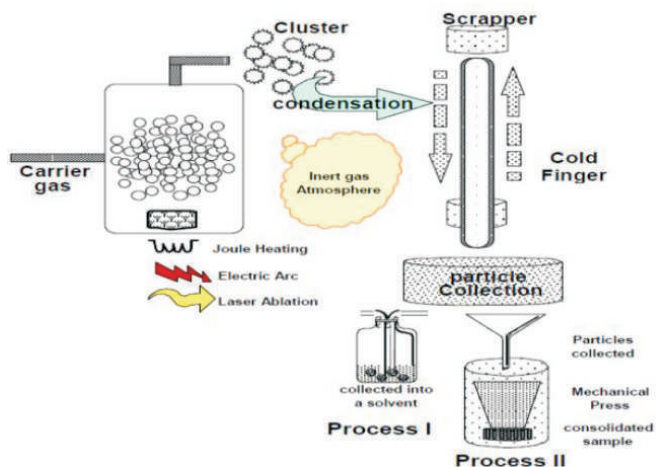 Cluster
Scrapper
condensation
Carrier
gas
Inert gas
Atmosphere
Cold
Finger
Joule Heating
Electric Arc
Laser Ablation
particle
Collection
collected into
a solvent
Process I
Particles
collected
Mechanical
Press
consolidated
sample
Process II